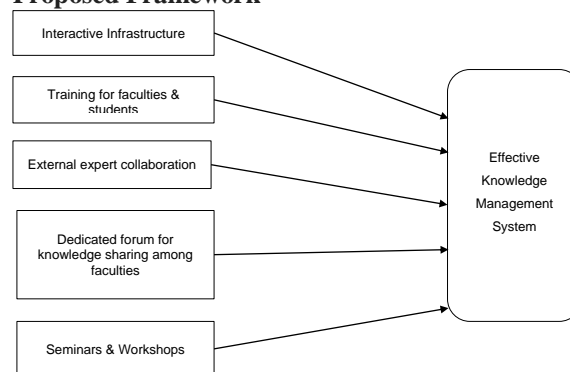 Proposed Framework
Interactive Infrastructure
Training for faculties &
students
External expert collaboration
Dedicated forum for
knowledge sharing among
faculties
Seminars & Workshops
Effective
Knowledge
Management
System